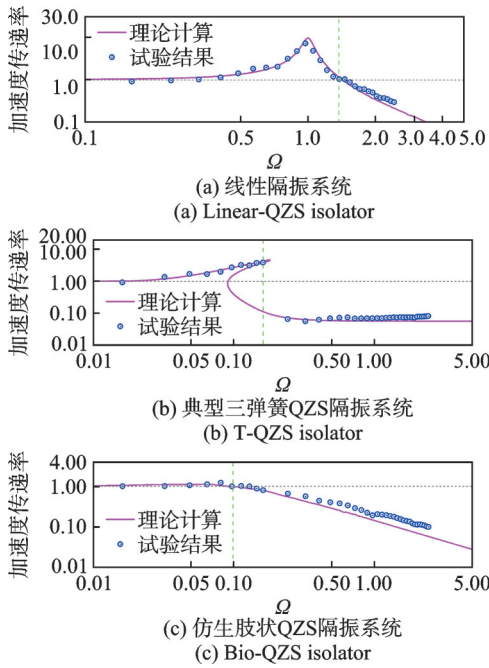 加速度传递率
30.0
10.0
1.0
0.1
理论计算
试验结果
0.1 0.5 1.0 2.0 3.0 4.0 5.0
Ω
(a) 线性隔振系统
(a) Linear-QZS isolator
加速度传递率
20.00
10.00
1.00
0.10
0.01
理论计算
试验结果
0.01 0.05 0.10 0.50 1.00 5.00
Ω
(b) 典型三弹簧QZS隔振系统
(b) T-QZS isolator
加速度传递率
4.00
1.00
0.10
0.01
理论计算
试验结果
0.01 0.05 0.10 0.50 1.00 5.00
Ω
(c) 仿生肢状QZS隔振系统
(c) Bio-QZS isolator